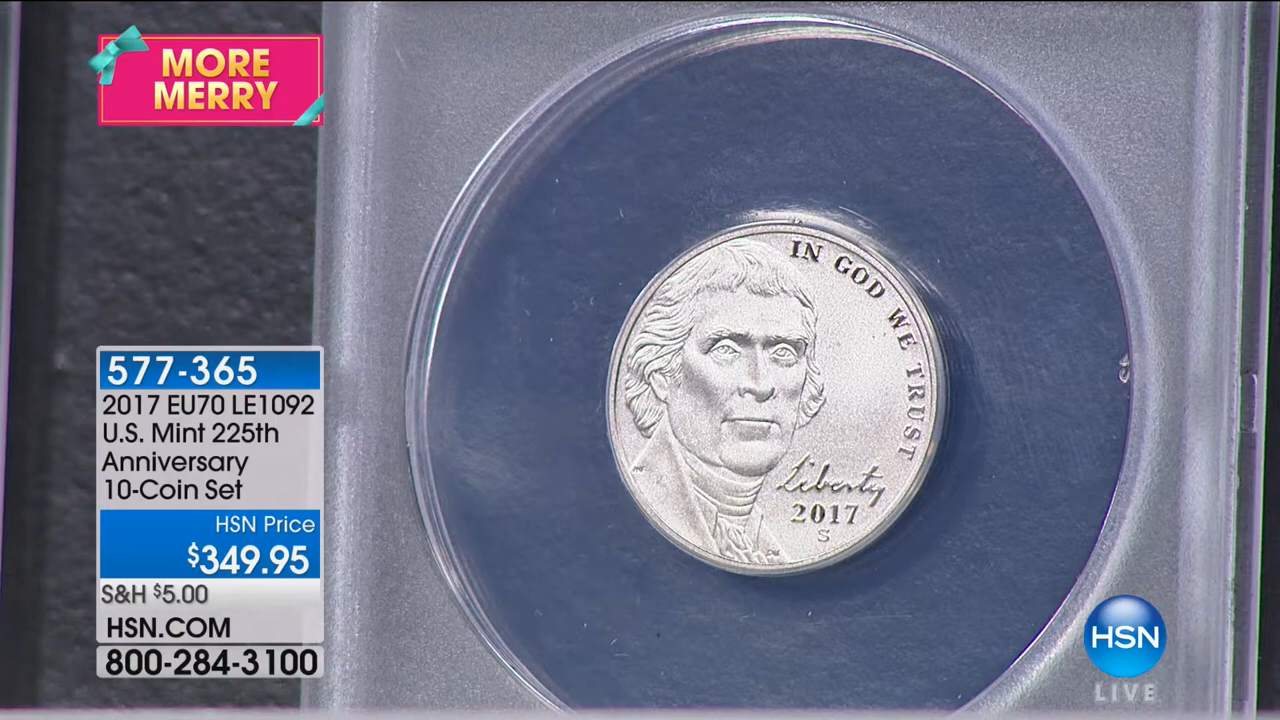 MORE
MERRY
577-365
2017 EU70 LE1092
U.S. Mint 225th
Anniversary
10-Coin Set
HSN Price
$349.95
S&H $5.00
HSN.COM
800-284-3100
IN GOD WE TRUST
Liberty
2017
S
HSN
LIVE